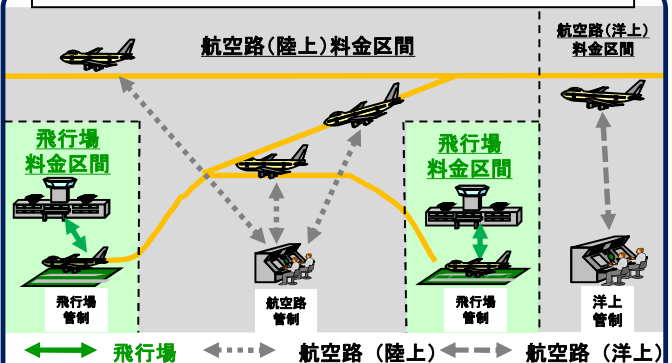 航空路（陸上）料金区間
航空路（洋上）
料金区間
飛行場
料金区間
飛行場
料金区間
飛行場
管制
航空路
管制
飛行場
管制
洋上
管制
飛行場
航空路（陸上）
航空路（洋上）